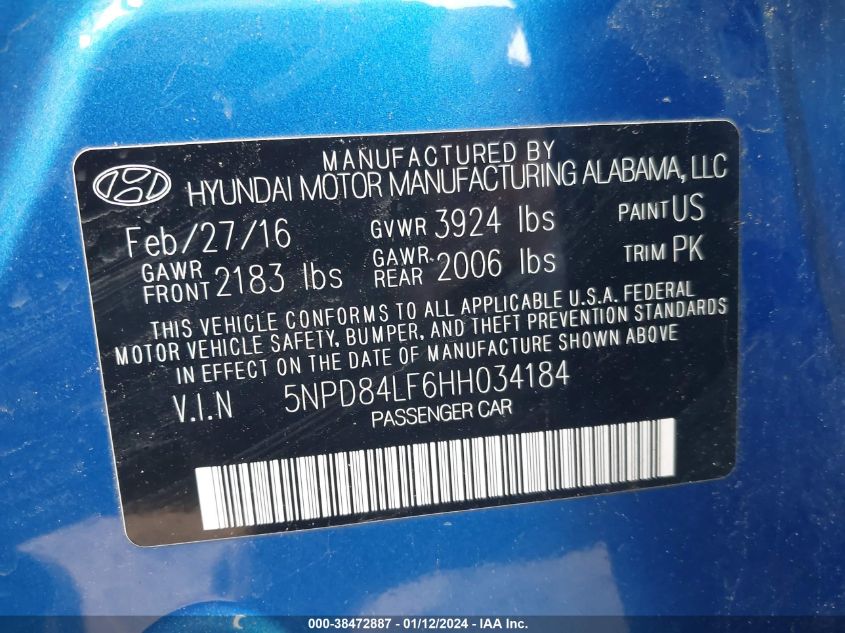 MANUFACTURED BY
HYUNDAI MOTOR MANUFACTURING ALABAMA, LLC
Feb/27/16 GVWR 3924 lbs PAINT US
GAWR FRONT 2183 lbs GAWR REAR 2006 lbs TRIM PK
THIS VEHICLE CONFORMS TO ALL APPLICABLE U.S.A. FEDERAL
MOTOR VEHICLE SAFETY, BUMPER, AND THEFT PREVENTION STANDARDS
IN EFFECT ON THE DATE OF MANUFACTURE SHOWN ABOVE
V.I.N 5NPD84LF6HH034184
PASSENGER CAR
000-38472887 - 01/12/2024 - IAA Inc.